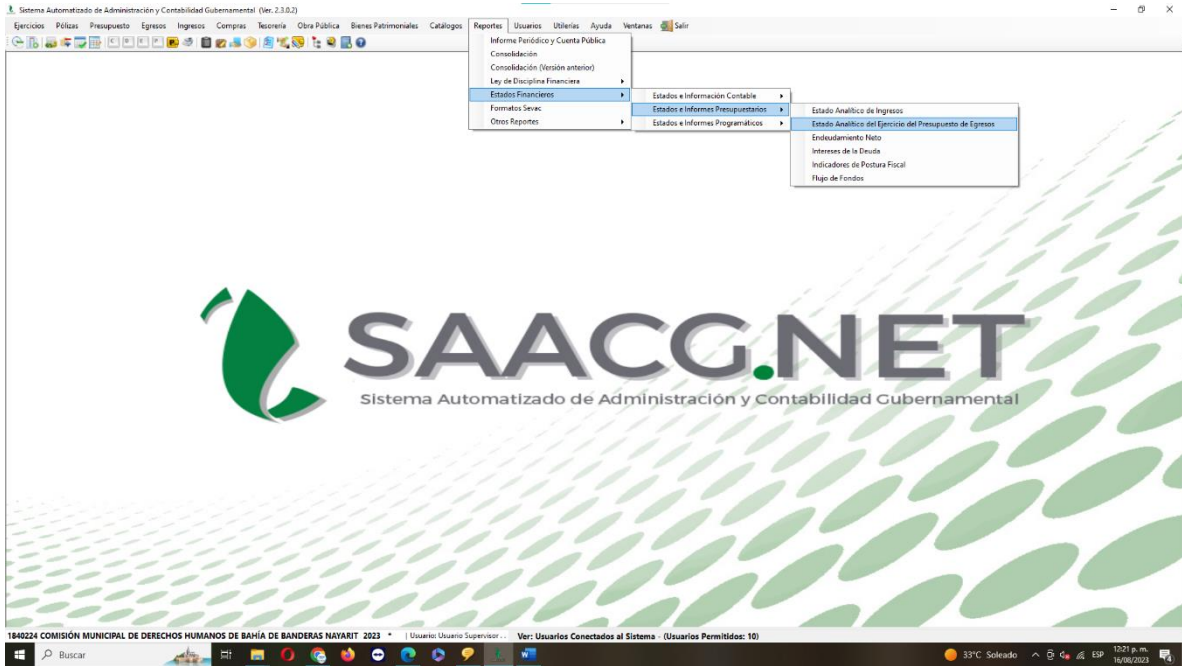 Sistema Automatizado de Administración y Contabilidad Gubernamental (Ver. 2.3.0.2)
Ejercicios Pólizas Presupuesto Egresos Ingresos Compras Tesorería Obra Pública Bienes Patrimoniales Catálogos Reportes Usuarios Utilerías Ayuda Ventanas Salir
Informe Periódico y Cuenta Pública
Consolidación
Consolidación (Versión anterior)
Ley de Disciplina Financiera
Estados Financieros
Formatos Sevac
Otros Reportes
Estados e Información Contable
Estados e Informes Presupuestarios
Estados e Informes Programáticos
Estado Analítico de Ingresos
Estado Analítico del Ejercicio del Presupuesto de Egresos
Endeudamiento Neto
Intereses de la Deuda
Indicadores de Postura Fiscal
Flujo de Fondos
SAACG.NET
Sistema Automatizado de Administración y Contabilidad Gubernamental
1840224 COMISIÓN MUNICIPAL DE DERECHOS HUMANOS DE BAHÍA DE BANDERAS NAYARIT 2023 * | Usuario: Usuario Supervisor . . Ver: Usuarios Conectados al Sistema - (Usuarios Permitidos: 10)
Buscar
33°C Soleado ESP 12:21 p. m.
16/08/2023